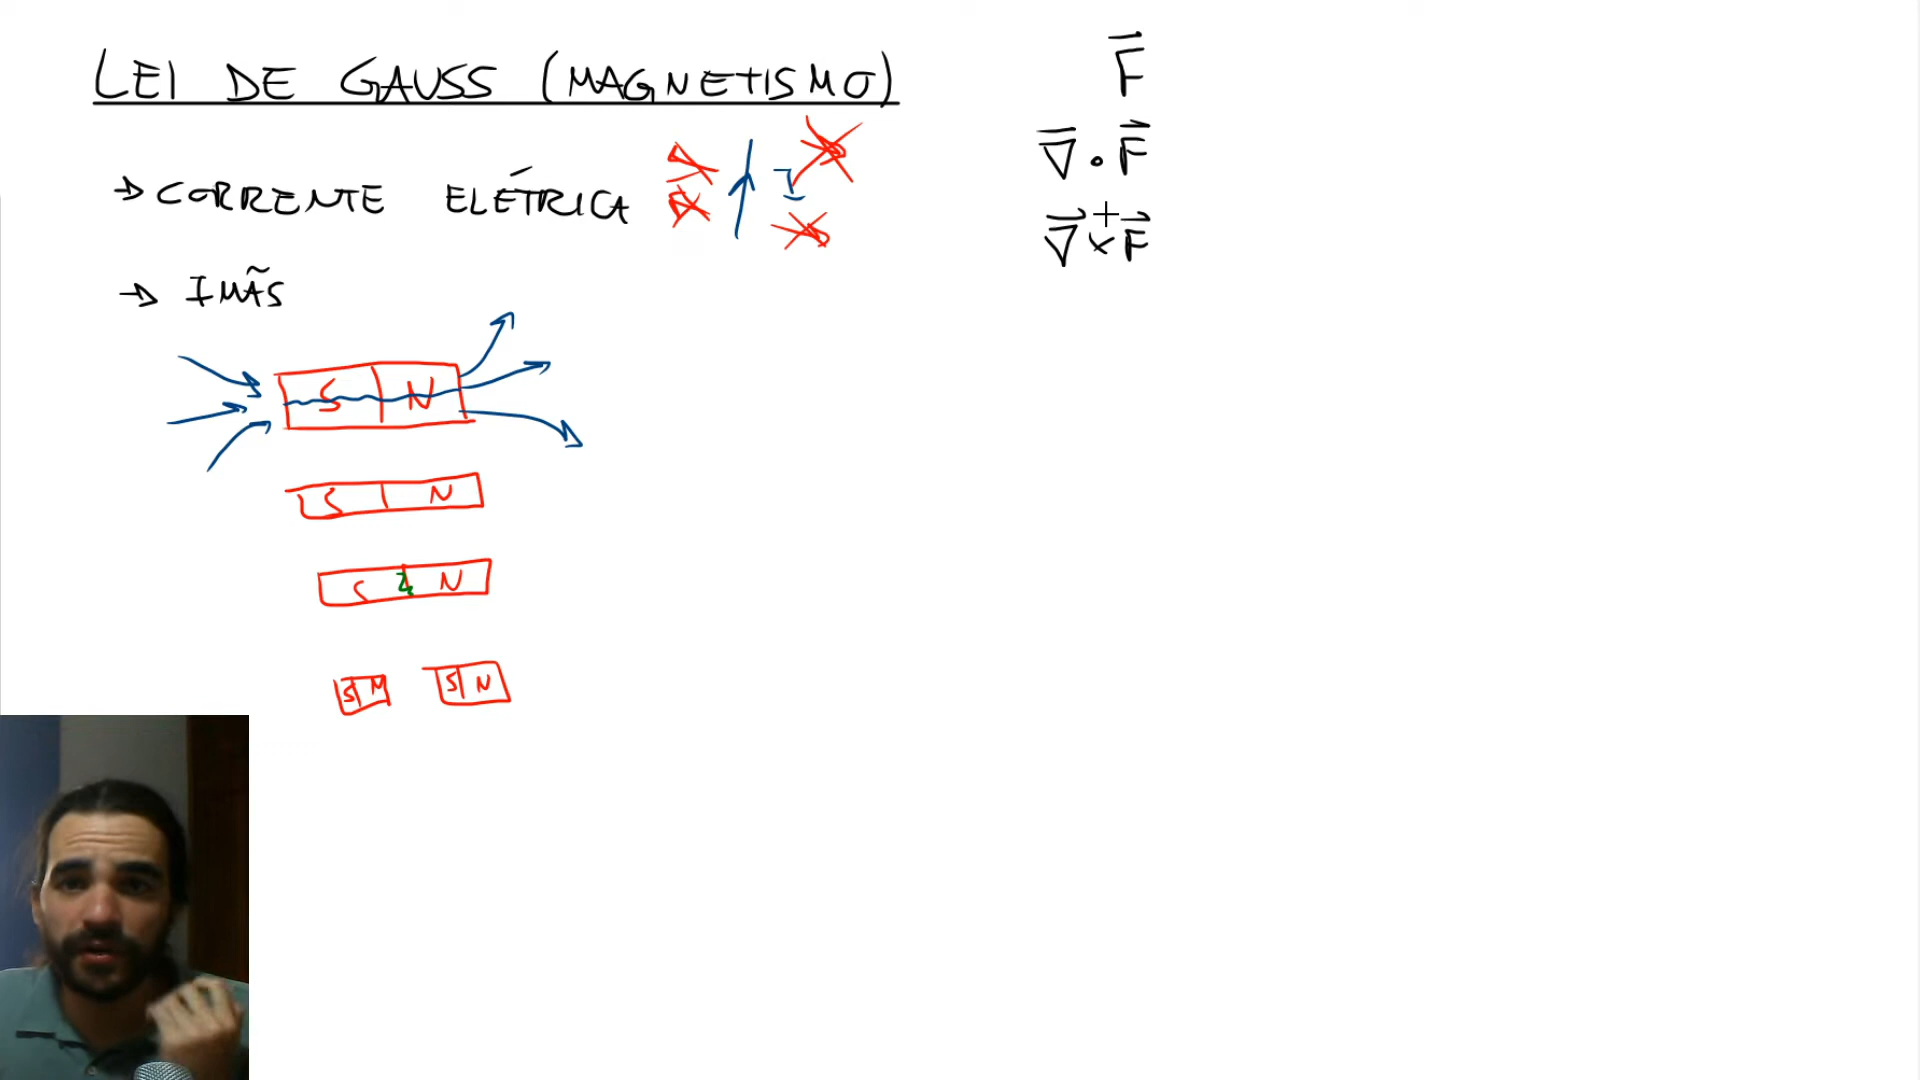 LEI DE GAUSS (MAGNETISMO)
→ CORRENTE ELÉTRICA
→ IMÃS
S N
S N
S N
S N S N
F⃗
∇⃗ • F⃗
∇⃗ × F⃗